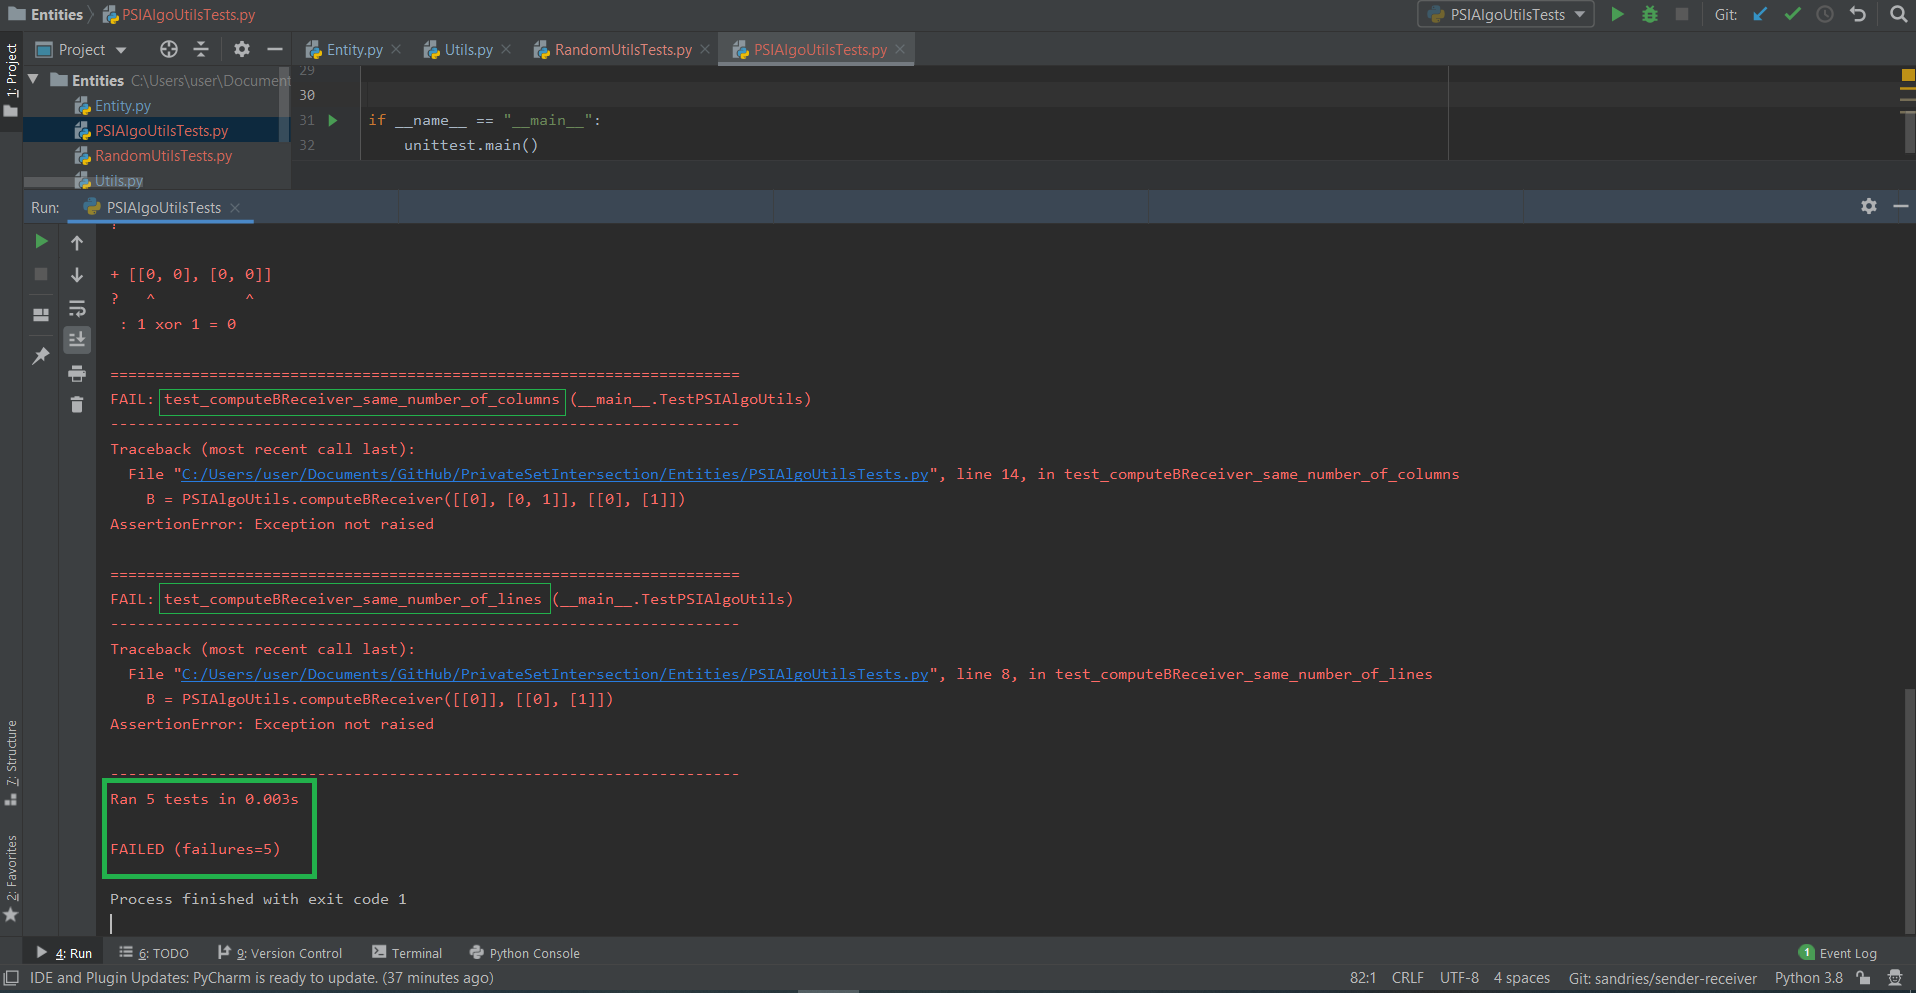 Entities PSIAlgoUtilsTests.py PSIAlgoUtilsTests Git:
Project Entity.py Utils.py RandomUtilsTests.py PSIAlgoUtilsTests.py
1: Project
Entities C:\Users\user\Document
Entity.py
PSIAlgoUtilsTests.py
RandomUtilsTests.py
Utils.py
29
30
31 if __name__ == "__main__":
32 unittest.main()
Run: PSIAlgoUtilsTests
?
+ [[0, 0], [0, 0]]
? ^ ^
: 1 xor 1 = 0
======================================================================
FAIL: test_computeBReceiver_same_number_of_columns (__main__.TestPSIAlgoUtils)
----------------------------------------------------------------------
Traceback (most recent call last):
File "C:/Users/user/Documents/GitHub/PrivateSetIntersection/Entities/PSIAlgoUtilsTests.py", line 14, in test_computeBReceiver_same_number_of_columns
B = PSIAlgoUtils.computeBReceiver([[0], [0, 1]], [[0], [1]])
AssertionError: Exception not raised
======================================================================
FAIL: test_computeBReceiver_same_number_of_lines (__main__.TestPSIAlgoUtils)
----------------------------------------------------------------------
Traceback (most recent call last):
File "C:/Users/user/Documents/GitHub/PrivateSetIntersection/Entities/PSIAlgoUtilsTests.py", line 8, in test_computeBReceiver_same_number_of_lines
B = PSIAlgoUtils.computeBReceiver([[0]], [[0], [1]])
AssertionError: Exception not raised
----------------------------------------------------------------------
Ran 5 tests in 0.003s
FAILED (failures=5)
Process finished with exit code 1
7: Structure
2: Favorites
4: Run 6: TODO 9: Version Control Terminal Python Console 1 Event Log
IDE and Plugin Updates: PyCharm is ready to update. (37 minutes ago) 82:1 CRLF UTF-8 4 spaces Git: sandries/sender-receiver Python 3.8